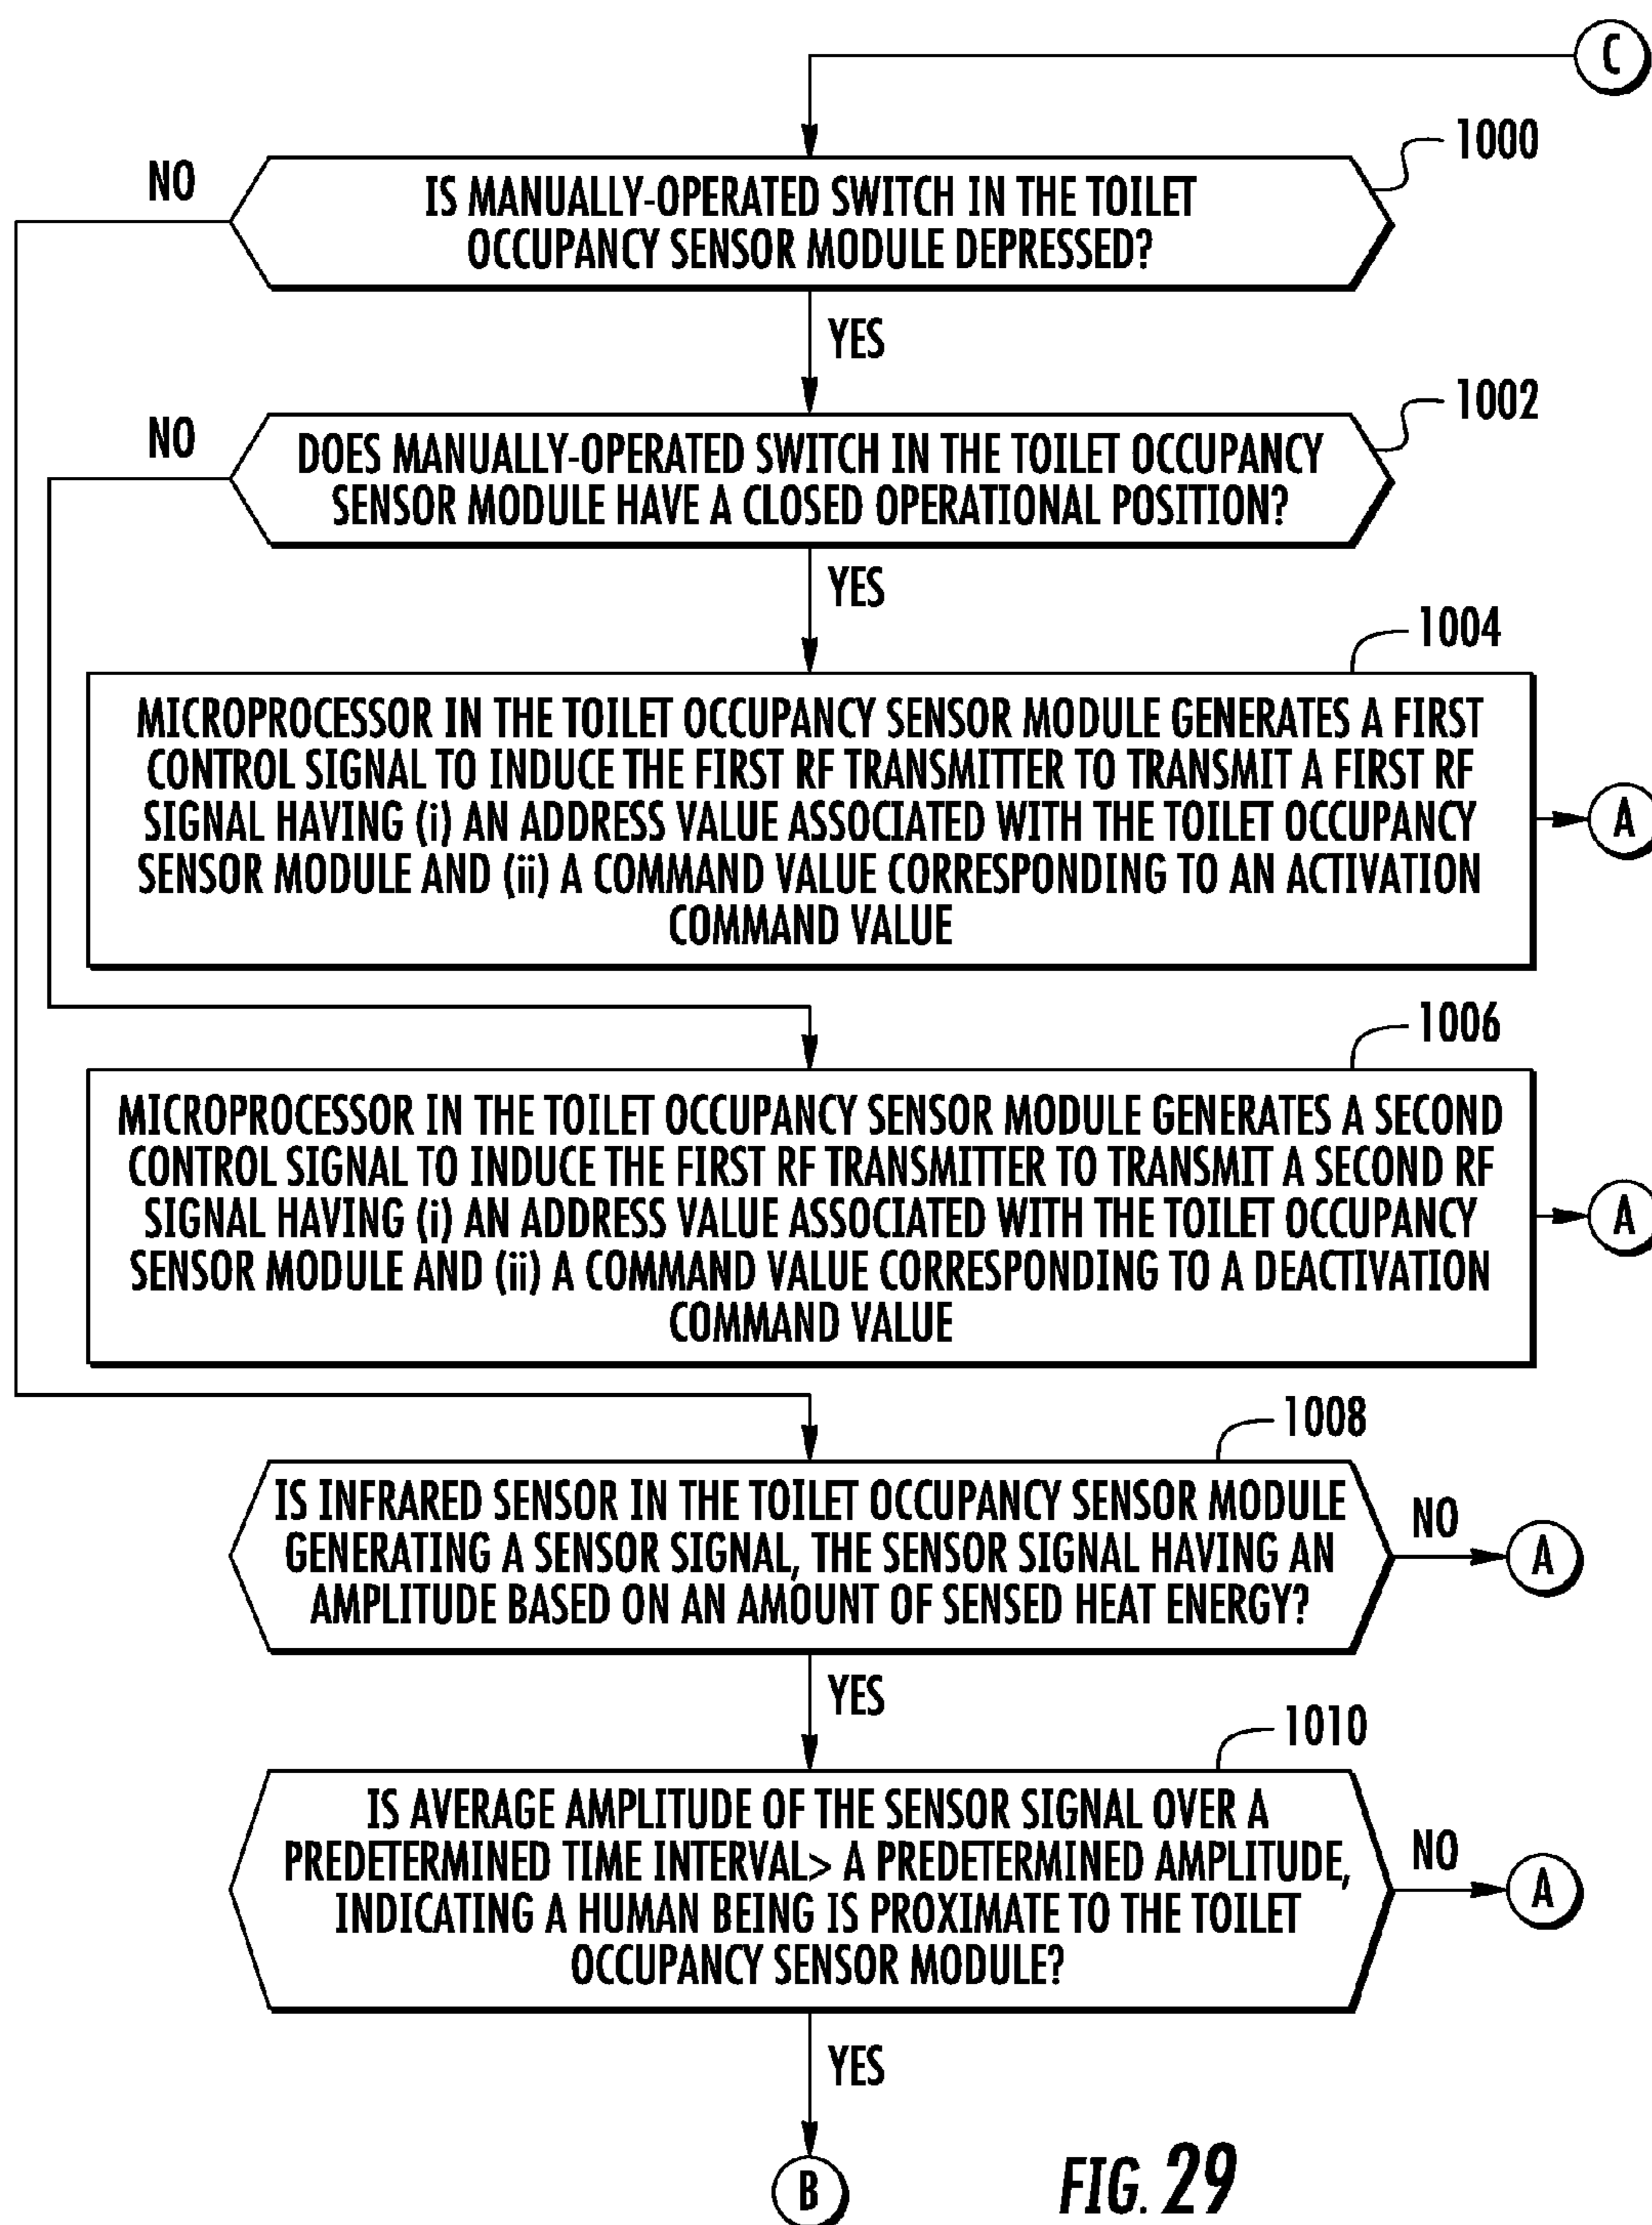 C
1000
NO
IS MANUALLY-OPERATED SWITCH IN THE TOILET
OCCUPANCY SENSOR MODULE DEPRESSED?
YES
1002
NO
DOES MANUALLY-OPERATED SWITCH IN THE TOILET OCCUPANCY
SENSOR MODULE HAVE A CLOSED OPERATIONAL POSITION?
YES
1004
MICROPROCESSOR IN THE TOILET OCCUPANCY SENSOR MODULE GENERATES A FIRST
CONTROL SIGNAL TO INDUCE THE FIRST RF TRANSMITTER TO TRANSMIT A FIRST RF
SIGNAL HAVING (i) AN ADDRESS VALUE ASSOCIATED WITH THE TOILET OCCUPANCY
SENSOR MODULE AND (ii) A COMMAND VALUE CORRESPONDING TO AN ACTIVATION
COMMAND VALUE
A
1006
MICROPROCESSOR IN THE TOILET OCCUPANCY SENSOR MODULE GENERATES A SECOND
CONTROL SIGNAL TO INDUCE THE FIRST RF TRANSMITTER TO TRANSMIT A SECOND RF
SIGNAL HAVING (i) AN ADDRESS VALUE ASSOCIATED WITH THE TOILET OCCUPANCY
SENSOR MODULE AND (ii) A COMMAND VALUE CORRESPONDING TO A DEACTIVATION
COMMAND VALUE
A
1008
IS INFRARED SENSOR IN THE TOILET OCCUPANCY SENSOR MODULE
GENERATING A SENSOR SIGNAL, THE SENSOR SIGNAL HAVING AN
AMPLITUDE BASED ON AN AMOUNT OF SENSED HEAT ENERGY?
NO
A
YES
1010
IS AVERAGE AMPLITUDE OF THE SENSOR SIGNAL OVER A
PREDETERMINED TIME INTERVAL> A PREDETERMINED AMPLITUDE,
INDICATING A HUMAN BEING IS PROXIMATE TO THE TOILET
OCCUPANCY SENSOR MODULE?
NO
A
YES
B
FIG. 29